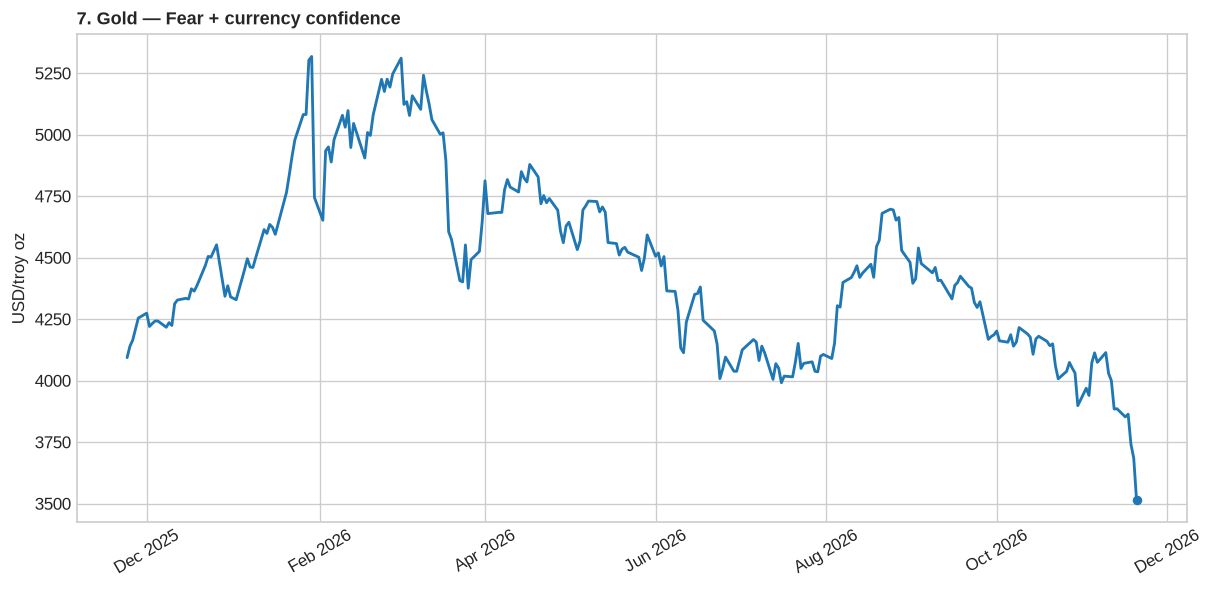 7. Gold — Fear + currency confidence
USD/troy oz
5250
5000
4750
4500
4250
4000
3750
3500
Dec 2025
Feb 2026
Apr 2026
Jun 2026
Aug 2026
Oct 2026
Dec 2026